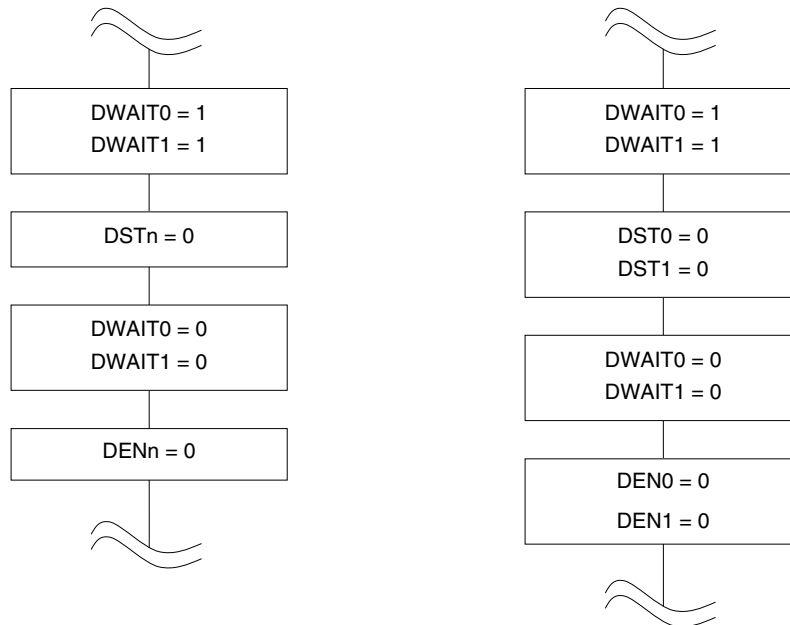 DWAIT0 = 1
DWAIT1 = 1
DSTn = 0
DWAIT0 = 0
DWAIT1 = 0
DENn = 0
DWAIT0 = 1
DWAIT1 = 1
DST0 = 0
DST1 = 0
DWAIT0 = 0
DWAIT1 = 0
DEN0 = 0
DEN1 = 0